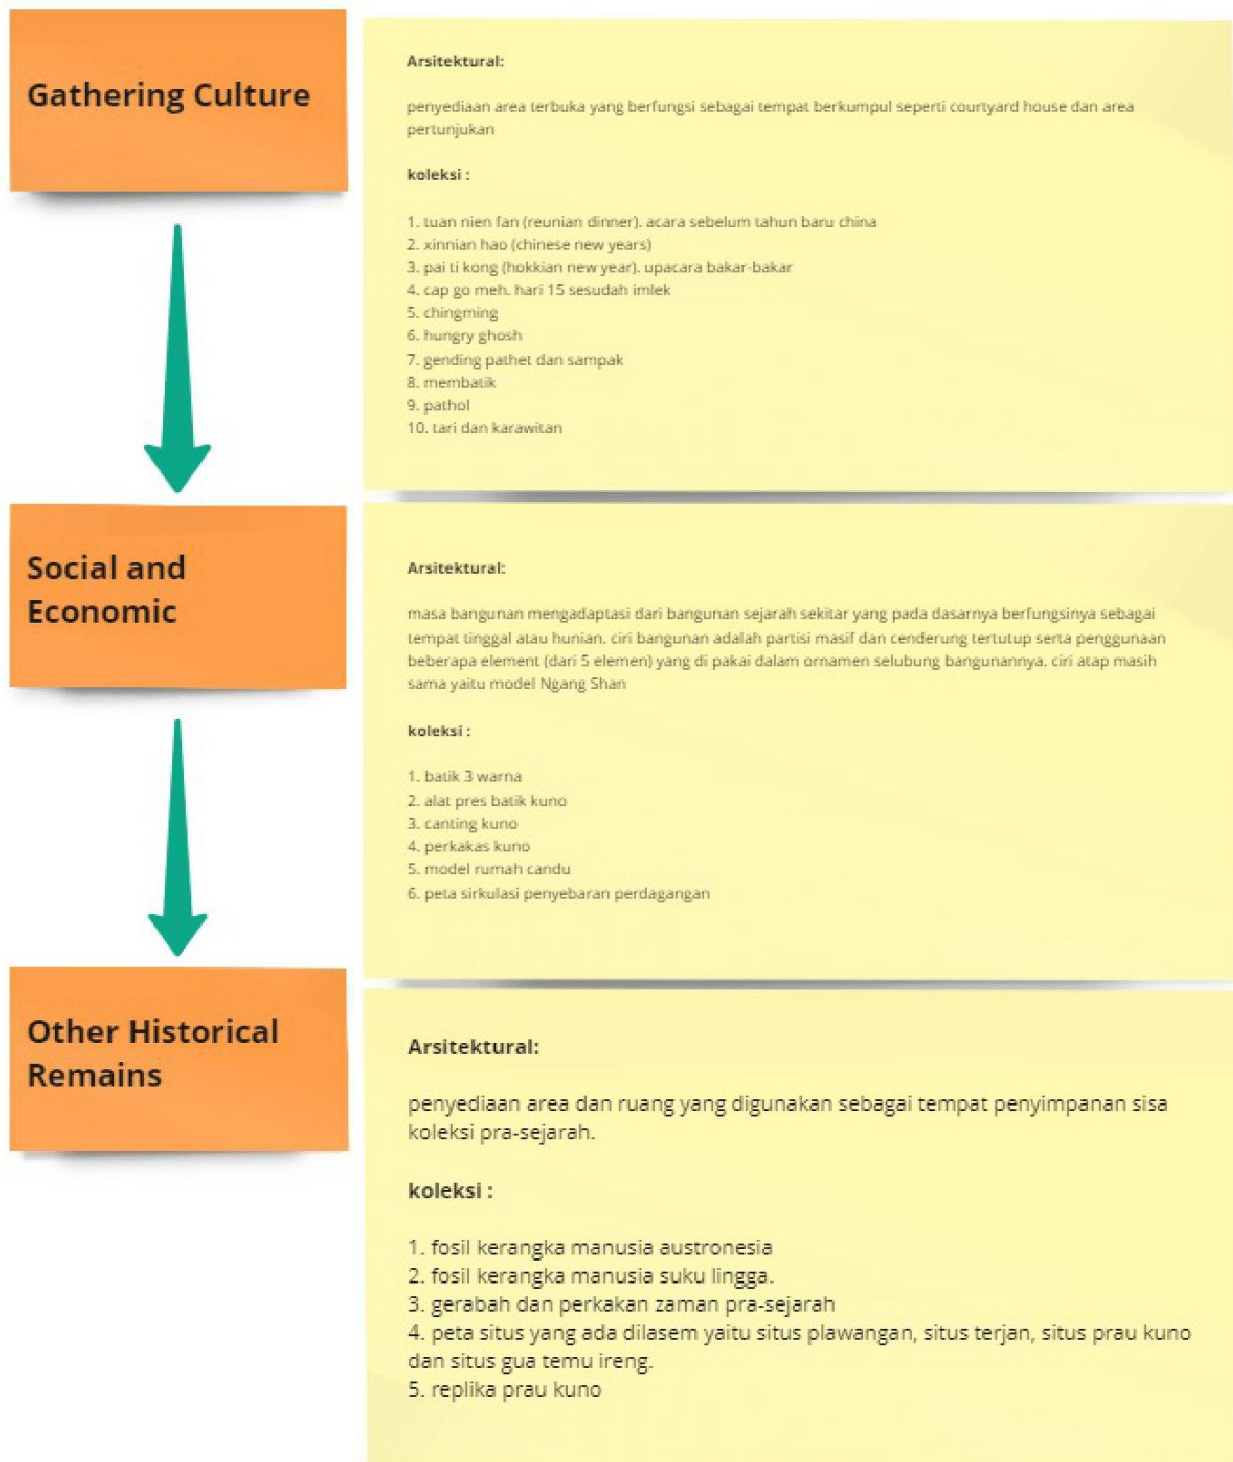 Gathering Culture
Arsitektural:
penyediaan area terbuka yang berfungsi sebagai tempat berkumpul seperti courtyard house dan area
pertunjukan
koleksi :
1. tuan nien fan (reunian dinner). acara sebelum tahun baru china
2. xinnian hao (chinese new years)
3. pai ti kong (hokkian new year). upacara bakar-bakar
4. cap go meh. hari 15 sesudah imlek
5. chingming
6. hungry ghosh
7. gending pathet dan sampak
8. membatik
9. pathol
10. tari dan karawitan
Social and
Economic
Arsitektural:
masa bangunan mengadaptasi dari bangunan sejarah sekitar yang pada dasarnya berfungsinya sebagai
tempat tinggal atau hunian. ciri bangunan adalah partisi masif dan cenderung tertutup serta penggunaan
beberapa element (dari 5 elemen) yang di pakai dalam ornamen selubung bangunannya. ciri atap masih
sama yaitu model Ngang Shan
koleksi :
1. batik 3 warna
2. alat pres batik kuno
3. canting kuno
4. perkakas kuno
5. model rumah candu
6. peta sirkulasi penyebaran perdagangan
Other Historical
Remains
Arsitektural:
penyediaan area dan ruang yang digunakan sebagai tempat penyimpanan sisa
koleksi pra-sejarah.
koleksi :
1. fosil kerangka manusia austronesia
2. fosil kerangka manusia suku lingga.
3. gerabah dan perkakan zaman pra-sejarah
4. peta situs yang ada dilasem yaitu situs plawangan, situs terjan, situs prau kuno
dan situs gua temu ireng.
5. replika prau kuno